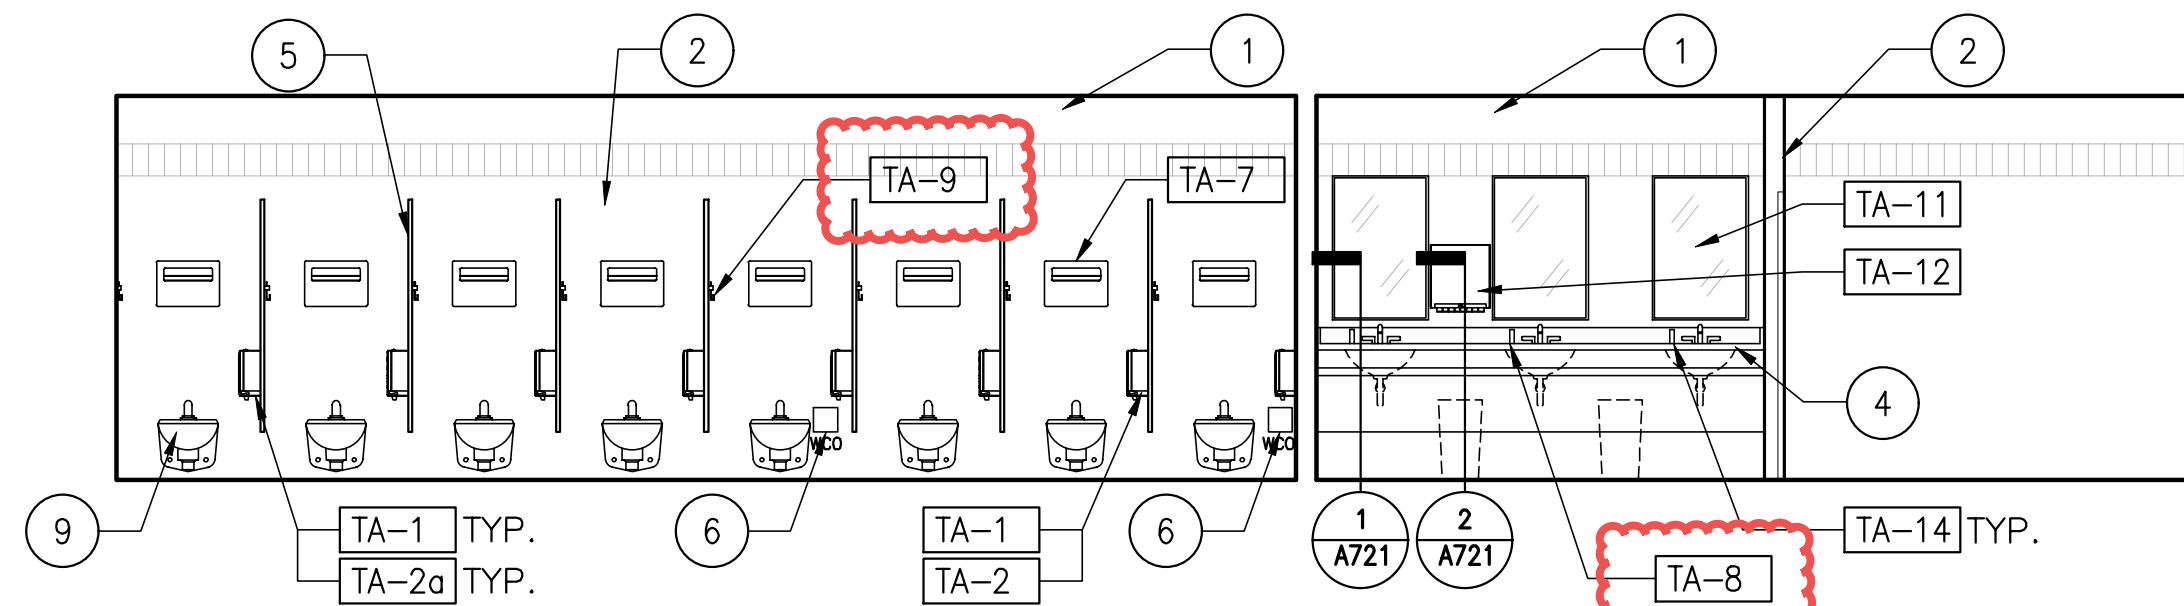 5
2
1
1
2
TA-9
TA-7
TA-11
TA-12
4
WCO
WCO
9
TA-1 TYP.
TA-2a TYP.
6
TA-1
TA-2
6
1
A721
2
A721
TA-14 TYP.
TA-8